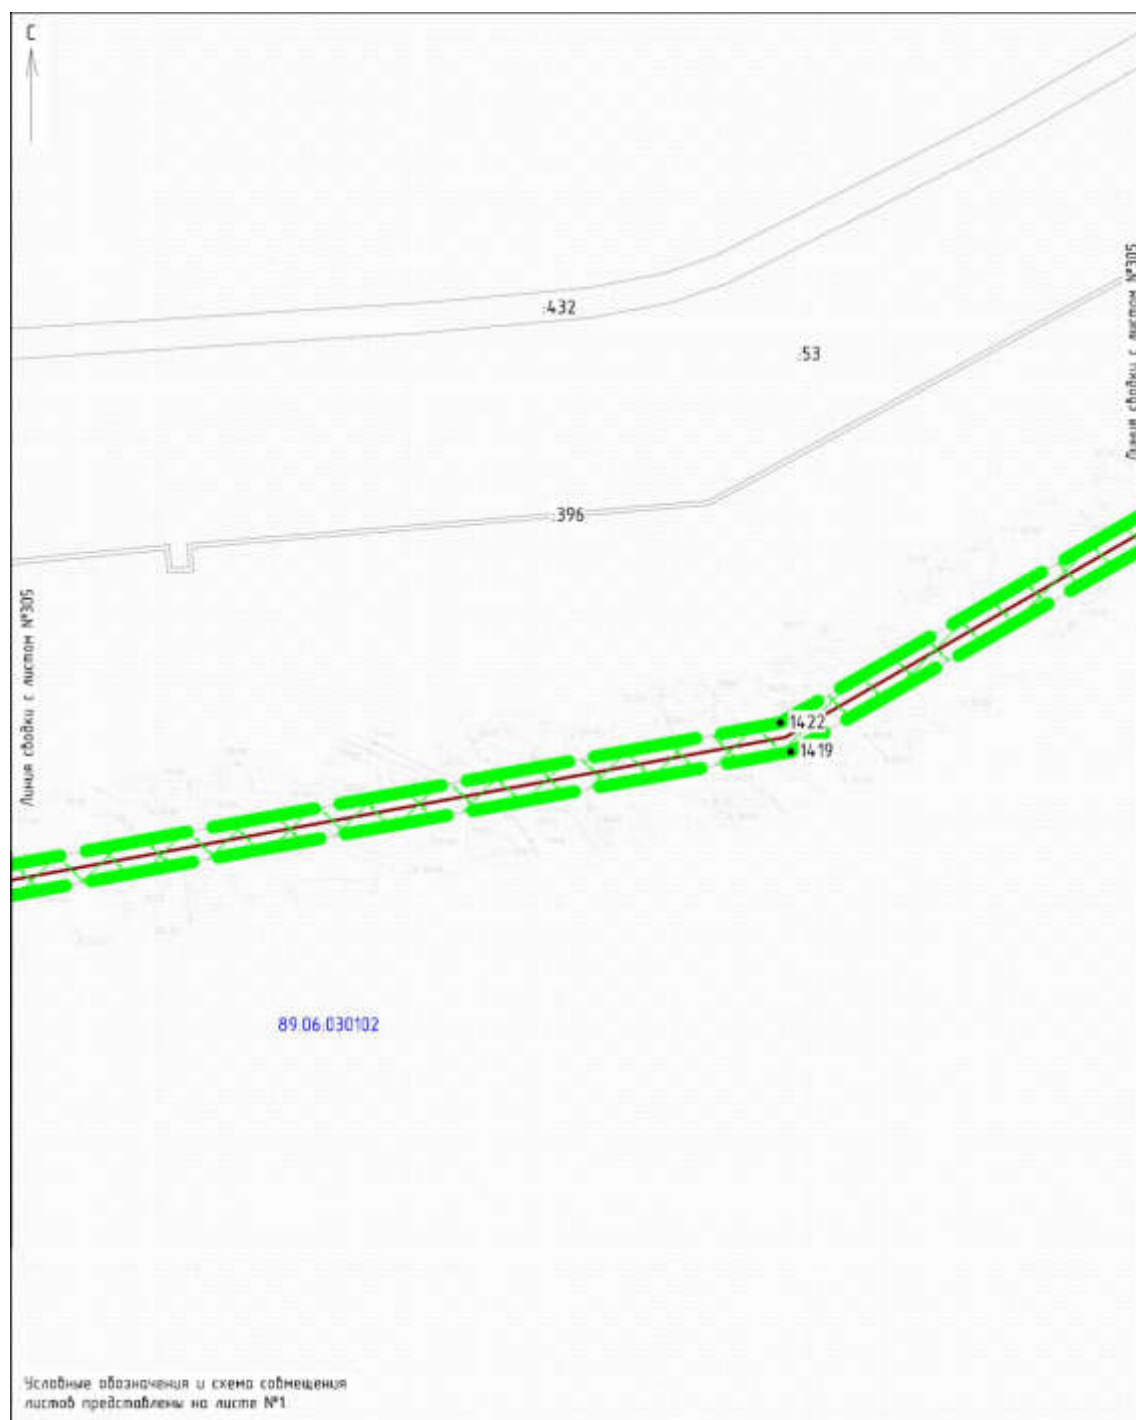 С
Линия сводки с листом №305
:432
:53
:396
Линия сводки с листом №305
1422
1419
89:06:030102
Условные обозначения и схема совмещения
листов представлены на листе №1